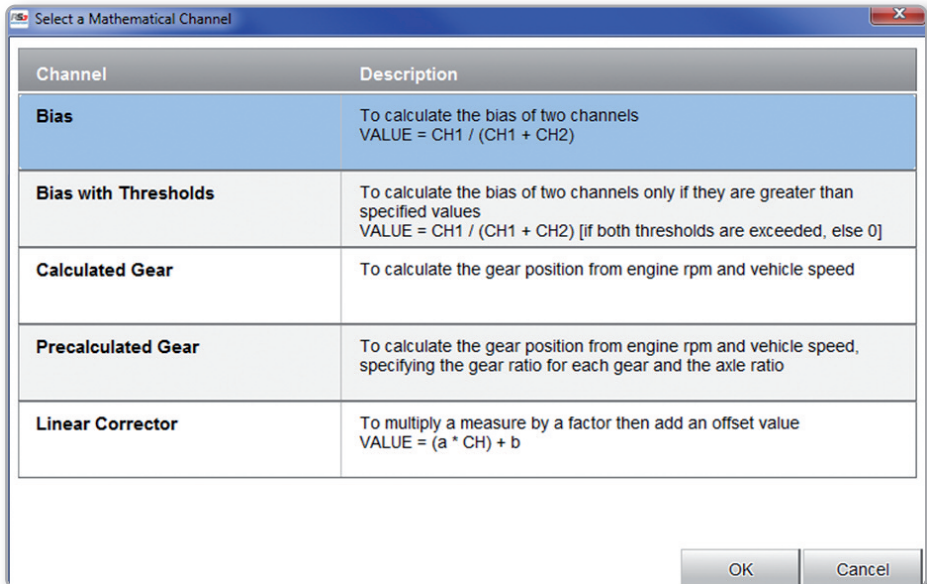 Select a Mathematical Channel
Channel Description
Bias
To calculate the bias of two channels
VALUE = CH1 / (CH1 + CH2)
Bias with Thresholds
To calculate the bias of two channels only if they are greater than
specified values
VALUE = CH1 / (CH1 + CH2) [if both thresholds are exceeded, else 0]
Calculated Gear
To calculate the gear position from engine rpm and vehicle speed
Precalculated Gear
To calculate the gear position from engine rpm and vehicle speed,
specifying the gear ratio for each gear and the axle ratio
Linear Corrector
To multiply a measure by a factor then add an offset value
VALUE = (a * CH) + b
OK Cancel